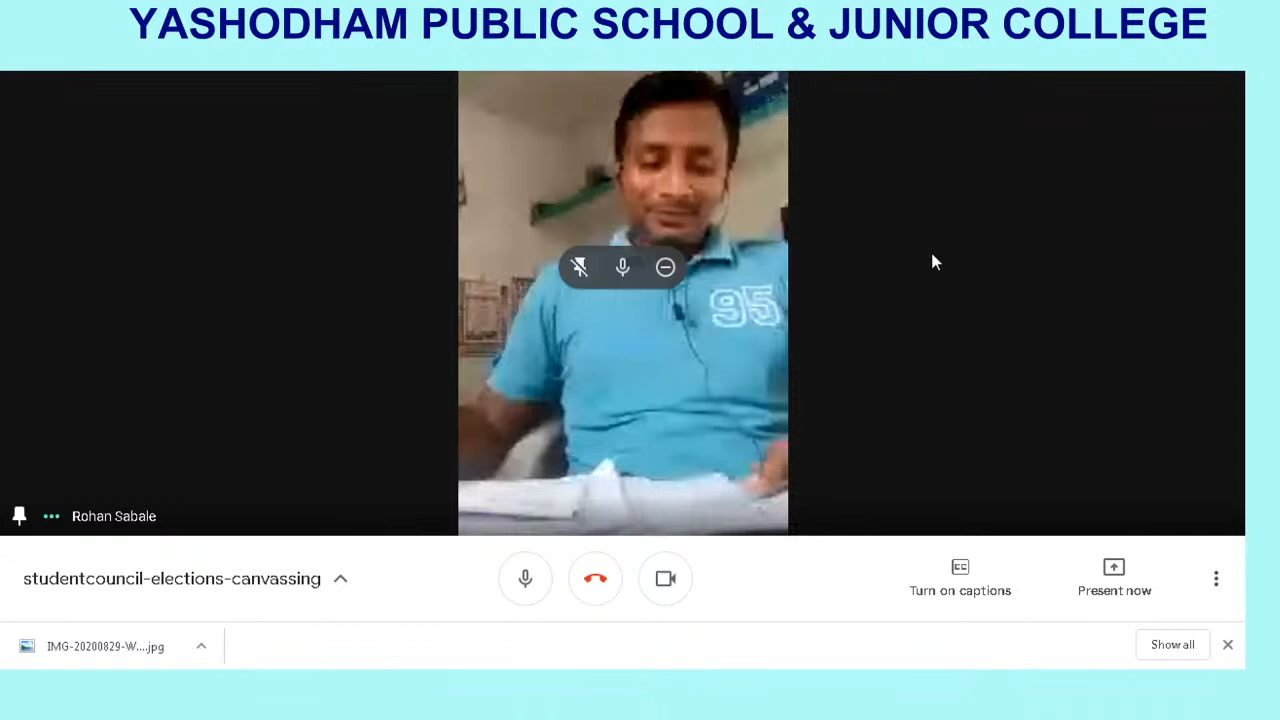 YASHODHAM PUBLIC SCHOOL & JUNIOR COLLEGE
95
Rohan Sabale
studentcouncil-elections-canvassing
CC
Turn on captions
Present now
IMG-20200829-W....jpg
Show all